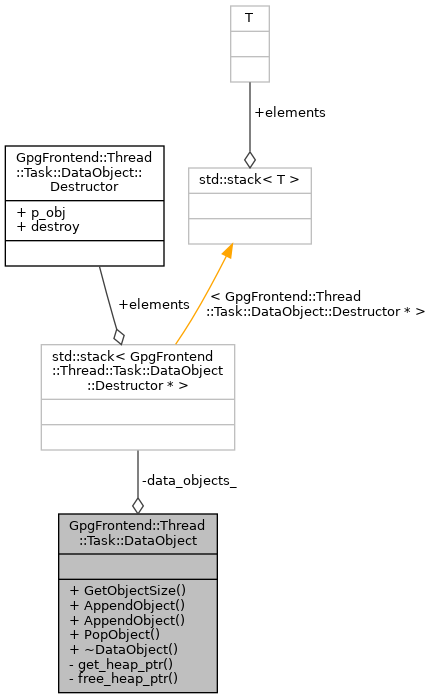 T
+elements
GpgFrontend::Thread
::Task::DataObject::
Destructor
+ p_obj
+ destroy
std::stack< T >
+elements
< GpgFrontend::Thread
::Task::DataObject::Destructor * >
std::stack< GpgFrontend
::Thread::Task::DataObject
::Destructor * >
-data_objects_
GpgFrontend::Thread
::Task::DataObject
+ GetObjectSize()
+ AppendObject()
+ AppendObject()
+ PopObject()
+ ~DataObject()
- get_heap_ptr()
- free_heap_ptr()